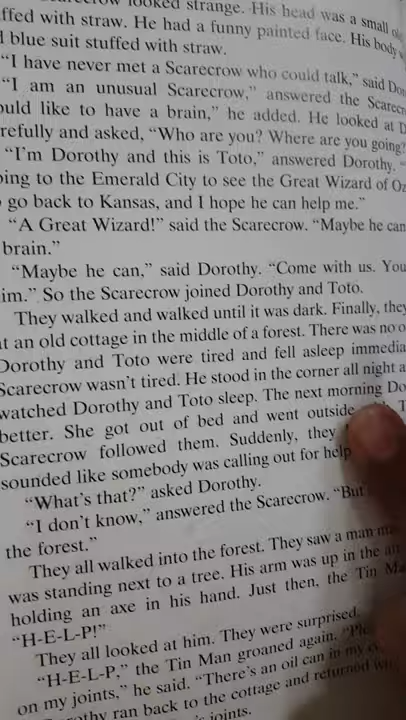 looked strange. His head was a small
ffed with straw. He had a funny painted face. His body
blue suit stuffed with straw.
“I have never met a Scarecrow who could talk,” said
“I am an unusual Scarecrow,” answered the
ould like to have a brain,” he added. He looked at
refully and asked, “Who are you? Where are you going?
“I'm Dorothy and this is Toto,” answered Dorothy. “
ing to the Emerald City to see the Great Wizard of Oz
go back to Kansas, and I hope he can help me.”
“A Great Wizard!” said the Scarecrow. “Maybe he can
brain.”
“Maybe he can,” said Dorothy. “Come with us. You
im.” So the Scarecrow joined Dorothy and Toto.
They walked and walked until it was dark. Finally, they
at an old cottage in the middle of a forest. There was no
Dorothy and Toto were tired and fell asleep immedia
Scarecrow wasn't tired. He stood in the corner all night a
watched Dorothy and Toto sleep. The next morning Do
better. She got out of bed and went outside
Scarecrow followed them. Suddenly, they
sounded like somebody was calling out for help
“What's that?” asked Dorothy.
“I don't know,” answered the Scarecrow. “But
the forest.”
They all walked into the forest. They saw a man
was standing next to a tree. His arm was up in the
holding an axe in his hand. Just then, the Tin Ma
“H-E-L-P!”
They all looked at him. They were surprised.
“H-E-L-P,” the Tin Man groaned again.
on my joints,” he said. “There's an oil can in my
ran back to the cottage and returned
joints.